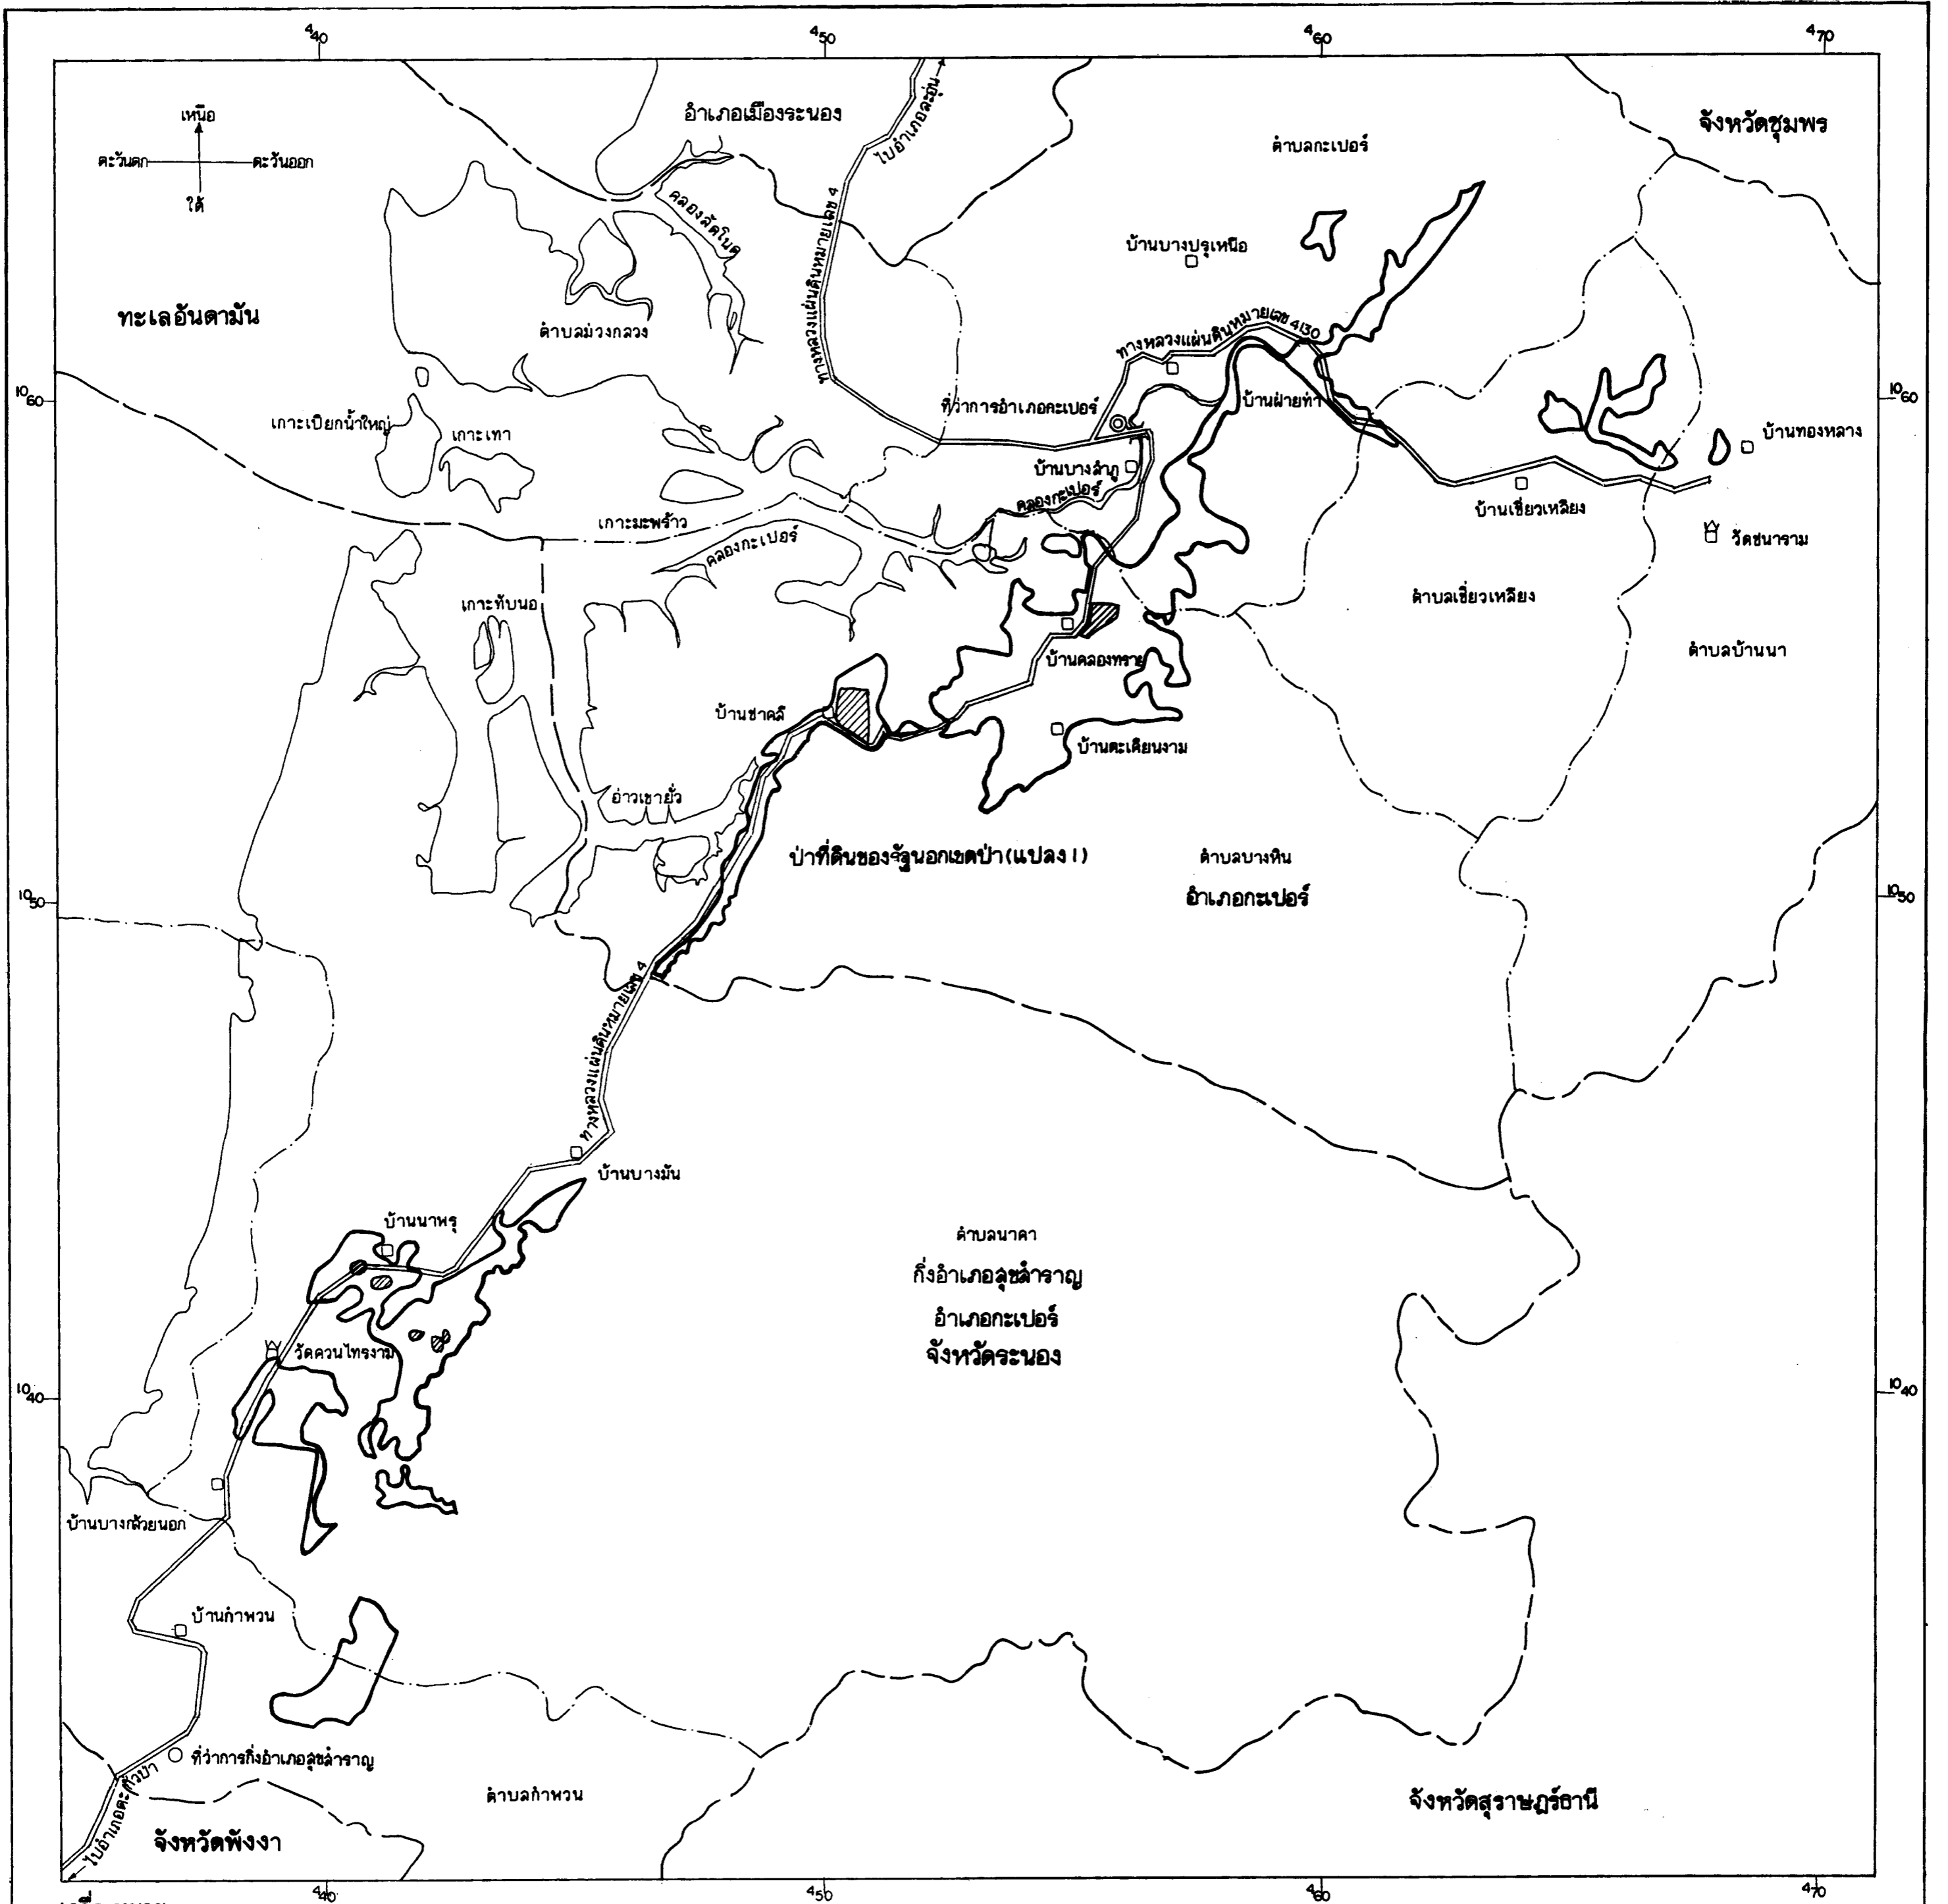 440
450
460
470
เหนือ
ตะวันตก
ตะวันออก
ใต้
อำเภอเมืองระนอง
ไปอำเภอละอุ่น
ตำบลกะเปอร์
จังหวัดชุมพร
คลองลัดโนด
ทางหลวงแผ่นดินหมายเลข 4
บ้านบางปรุเหนือ
ทะเลอันดามัน
ตำบลม่วงกลวง
ทางหลวงแผ่นดินหมายเลข 4130
1060
1060
ที่ว่าการอำเภอกะเปอร์
บ้านฝ่ายท่า
เกาะเปียกน้ำใหญ่
เกาะเทา
บ้านทองหลาง
บ้านบางลำภู
คลองกะเปอร์
บ้านเชี่ยวเหลียง
เกาะมะพร้าว
คลองกะเปอร์
วัดชนาราม
เกาะทับนอ
ตำบลเชี่ยวเหลียง
ตำบลบ้านนา
บ้านคลองทราย
บ้านชาคลี
บ้านตะเคียนงาม
อ่าวเขายั่ว
ป่าที่ดินของรัฐนอกเขตป่า(แปลง 1)
ตำบลบางหิน
อำเภอกะเปอร์
1050
1050
ทางหลวงแผ่นดินหมายเลข 4
บ้านบางมัน
บ้านนาพรุ
ตำบลนาคา
กิ่งอำเภอสุขสำราญ
อำเภอกะเปอร์
จังหวัดระนอง
วัดควนไทรงาม
1040
1040
บ้านบางกล้วยนอก
บ้านกำพวน
ที่ว่าการกิ่งอำเภอสุขสำราญ
ไปอำเภอตะกั่วป่า
ตำบลกำพวน
จังหวัดสุราษฎร์ธานี
จังหวัดพังงา
440
450
460
470